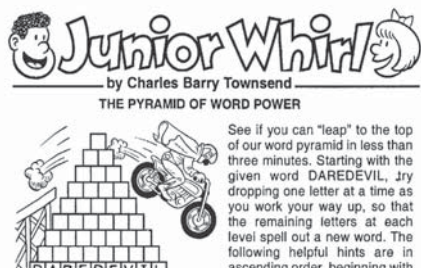 Junior Whirl
by Charles Barry Townsend
THE PYRAMID OF WORD POWER
See if you can "leap" to the top
of our word pyramid in less than
three minutes. Starting with the
given word DAREDEVIL, try
dropping one letter at a time as
you work your way up, so that
the remaining letters at each
level spell out a new word. The
following helpful hints are in
ascending order, beginning with
DAREDEVIL